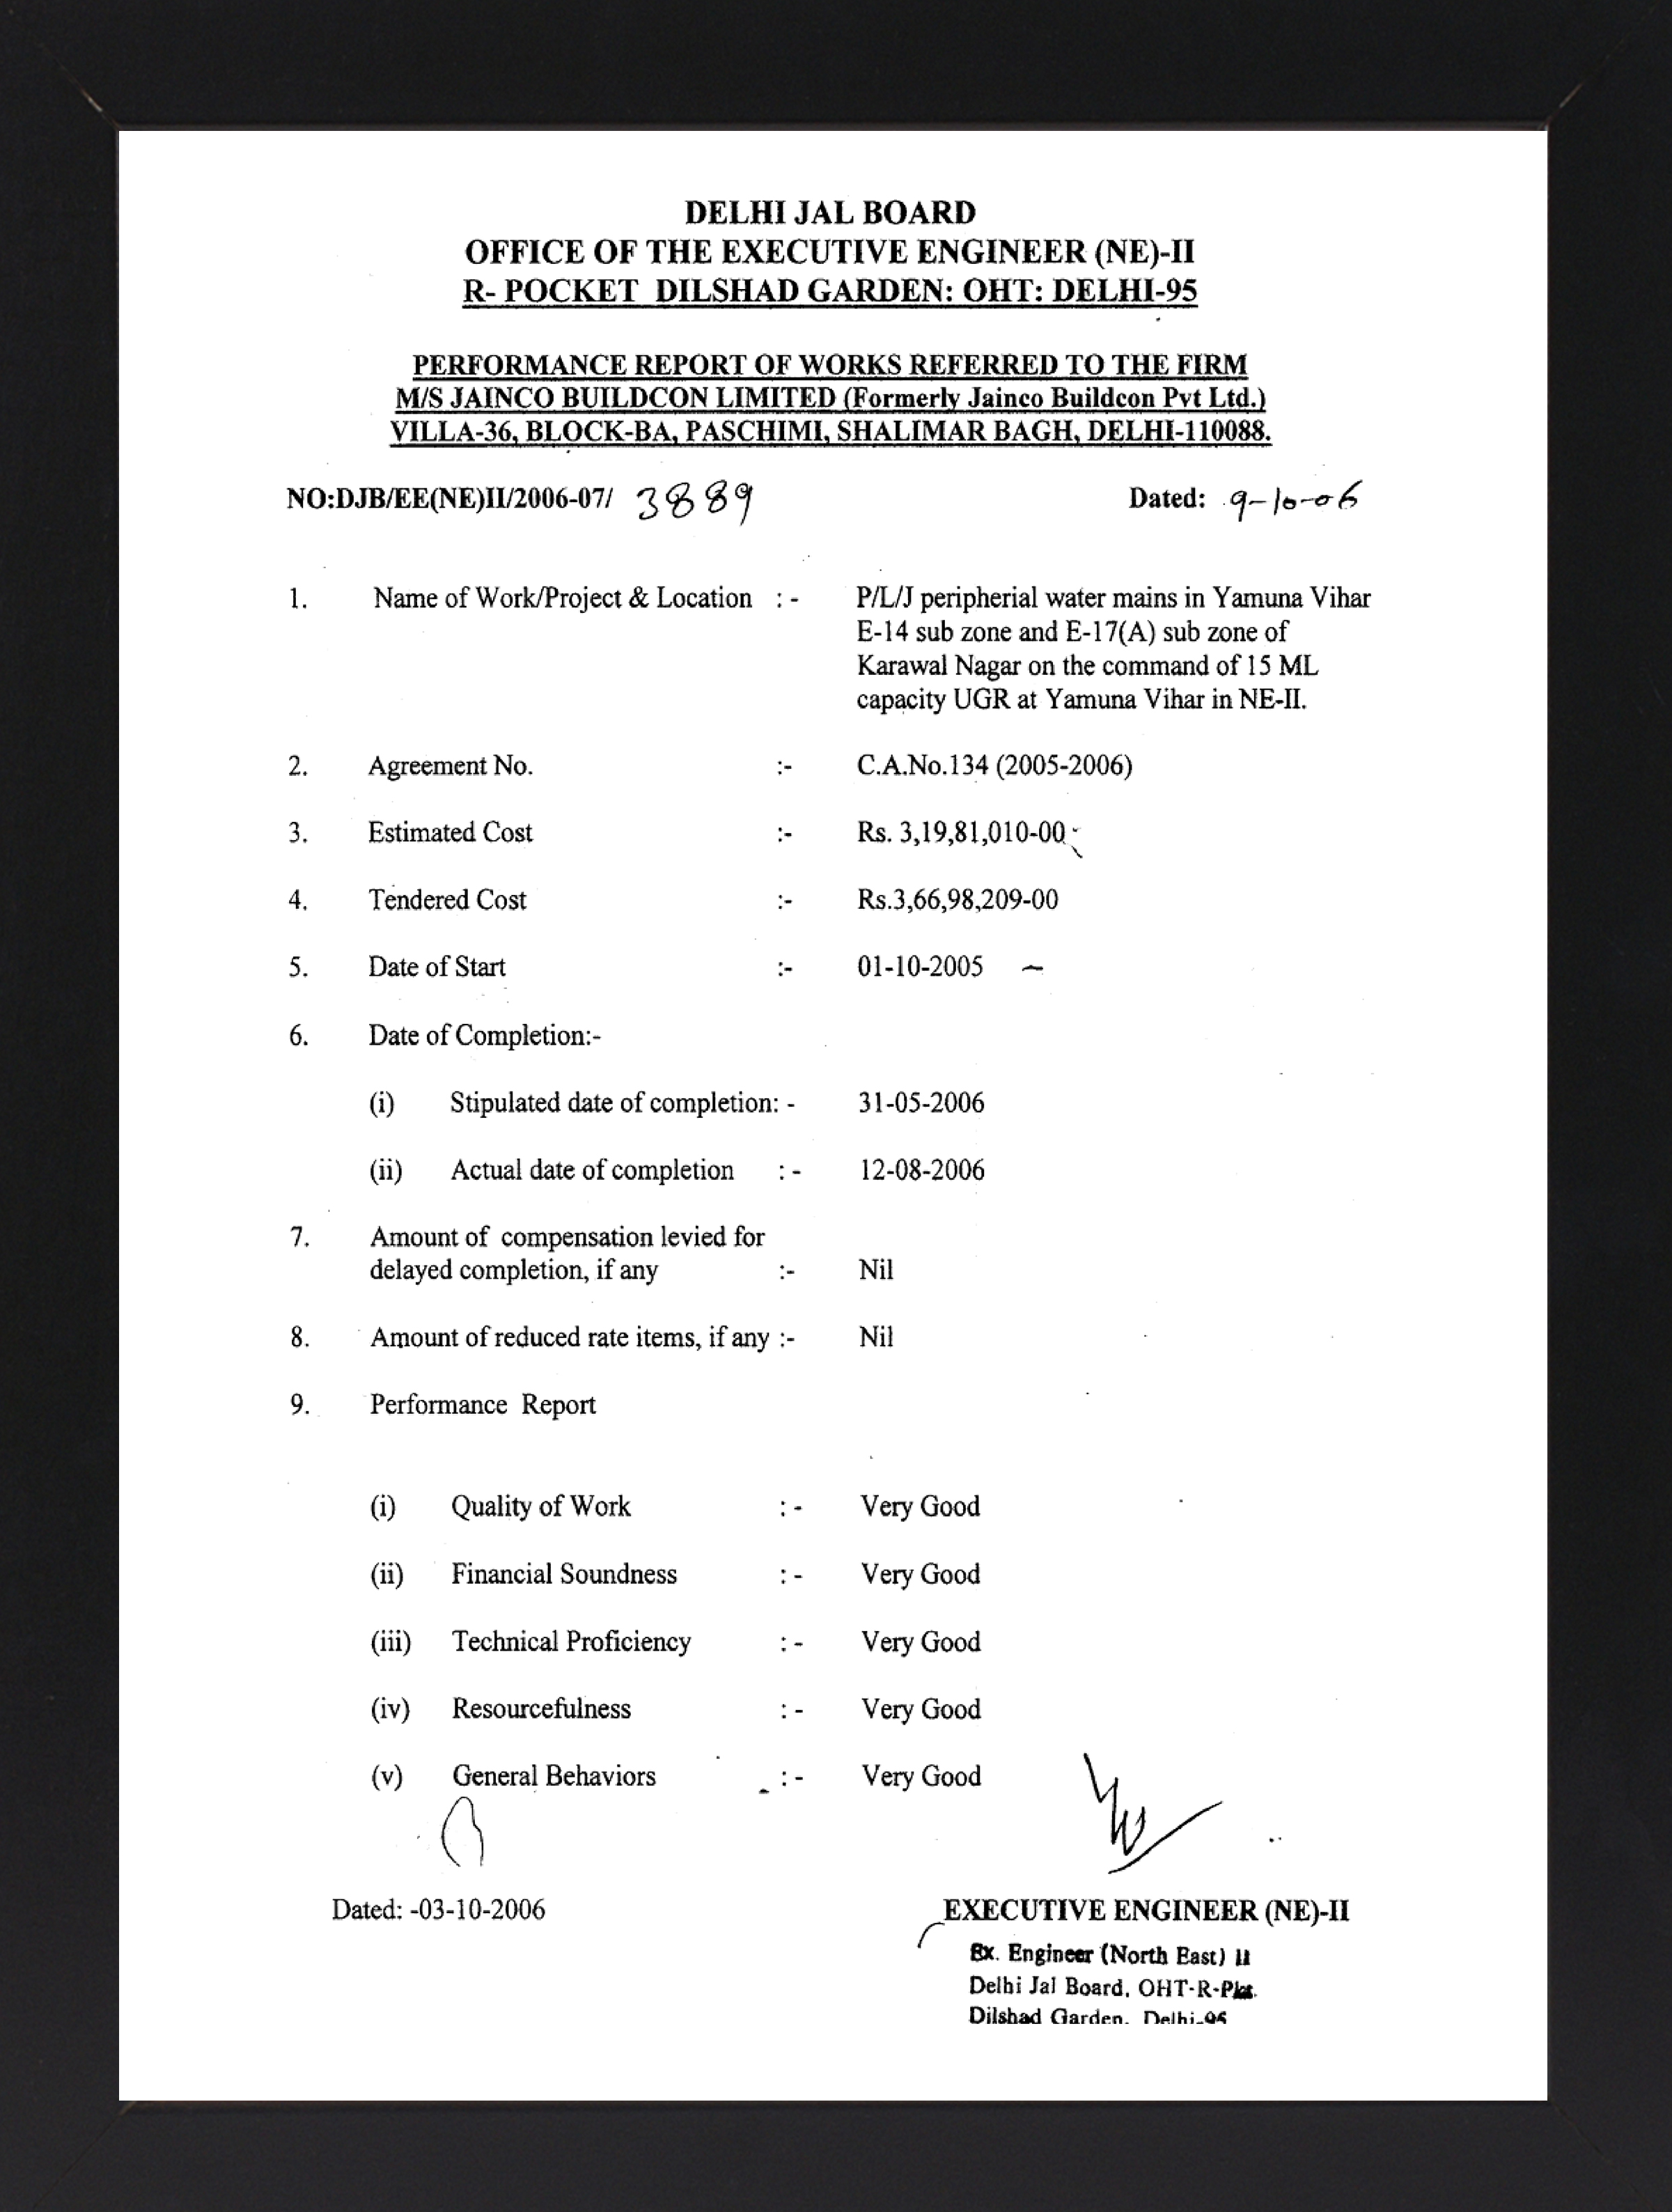 DELHI JAL BOARD
OFFICE OF THE EXECUTIVE ENGINEER (NE)-II
R- POCKET DILSHAD GARDEN: OHT: DELHI-95
PERFORMANCE REPORT OF WORKS REFERRED TO THE FIRM
M/S JAINCO BUILDCON LIMITED (Formerly Jainco Buildcon Pvt Ltd.)
VILLA-36, BLOCK-BA, PASCHIMI, SHALIMAR BAGH, DELHI-110088.
NO:DJB/EE(NE)II/2006-07/ 3889 Dated: 9-10-06
1. Name of Work/Project & Location : - P/L/J peripherial water mains in Yamuna Vihar
E-14 sub zone and E-17(A) sub zone of
Karawal Nagar on the command of 15 ML
capacity UGR at Yamuna Vihar in NE-II.
2. Agreement No. :- C.A.No.134 (2005-2006)
3. Estimated Cost :- Rs. 3,19,81,010-00
4. Tendered Cost :- Rs.3,66,98,209-00
5. Date of Start :- 01-10-2005
6. Date of Completion:-
(i) Stipulated date of completion: - 31-05-2006
(ii) Actual date of completion : - 12-08-2006
7. Amount of compensation levied for
delayed completion, if any :- Nil
8. Amount of reduced rate items, if any :- Nil
9. Performance Report
(i) Quality of Work : - Very Good
(ii) Financial Soundness : - Very Good
(iii) Technical Proficiency : - Very Good
(iv) Resourcefulness : - Very Good
(v) General Behaviors : - Very Good
Dated: -03-10-2006 EXECUTIVE ENGINEER (NE)-II
Ex. Engineer (North East) II
Delhi Jal Board, OHT-R-Pkt.
Dilshad Garden, Delhi-95